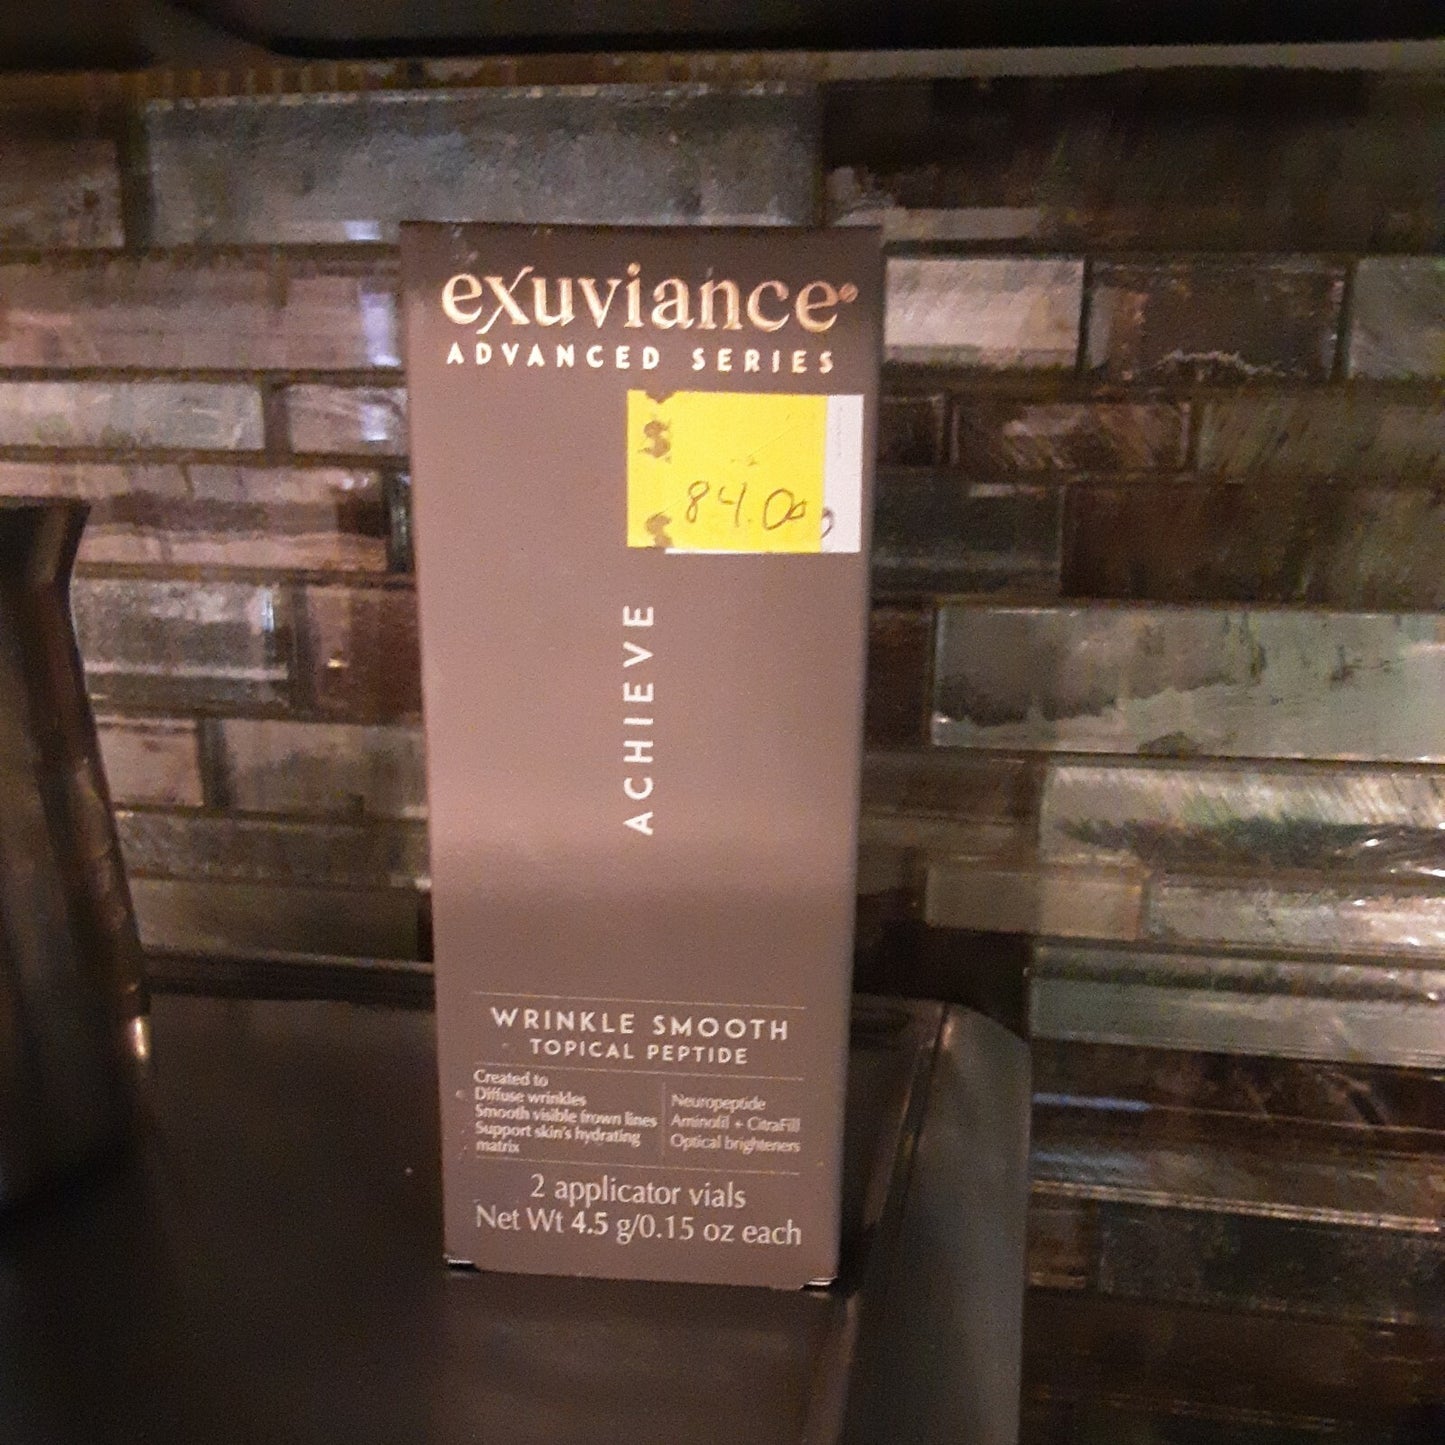 exuviance®
ADVANCED SERIES
$
84.00
$
ACHIEVE
WRINKLE SMOOTH
TOPICAL PEPTIDE
Created to
Diffuse wrinkles
Smooth visible frown lines
Support skin's hydrating
matrix
Neuropeptide
Aminofil + CitraFill
Optical brighteners
2 applicator vials
Net Wt 4.5 g/0.15 oz each